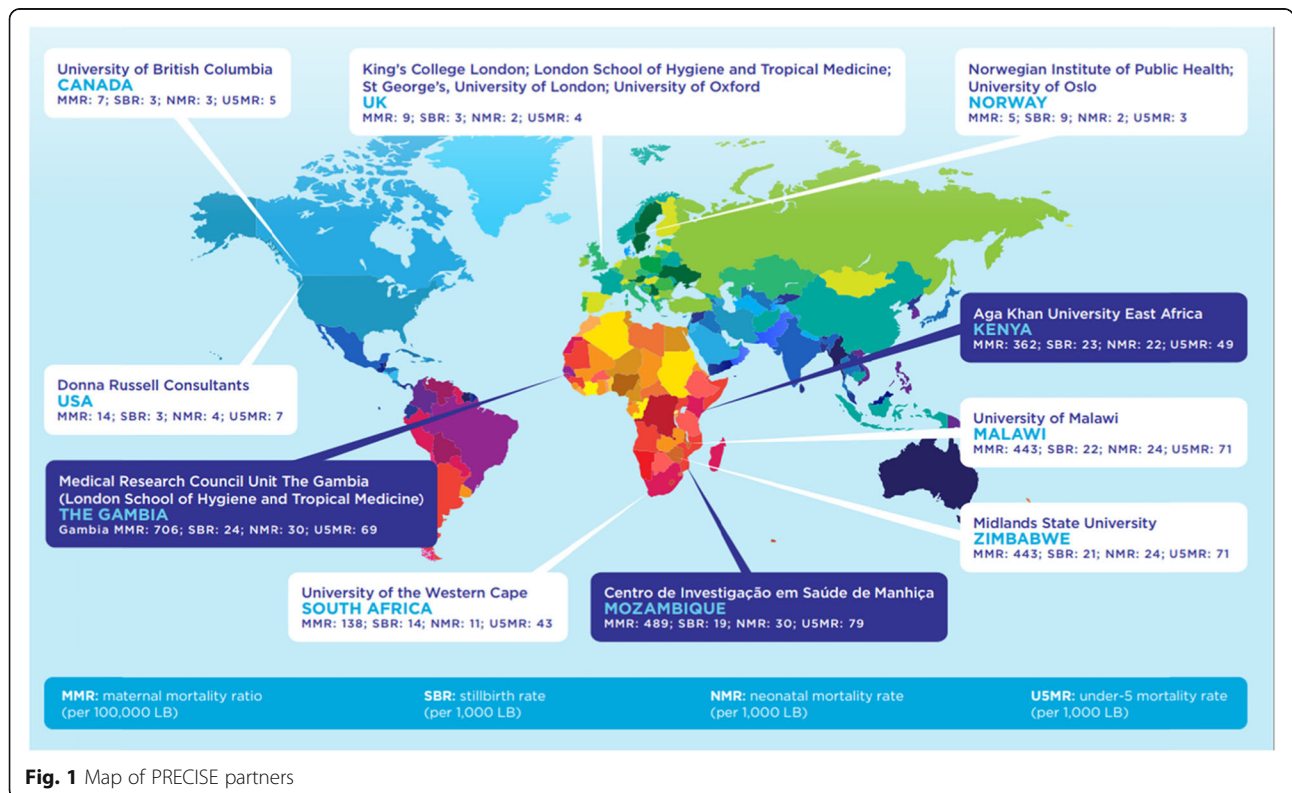 University of British Columbia
CANADA
MMR: 7; SBR: 3; NMR: 3; U5MR: 5
King's College London; London School of Hygiene and Tropical Medicine;
St George's, University of London; University of Oxford
UK
MMR: 9; SBR: 3; NMR: 2; U5MR: 4
Norwegian Institute of Public Health;
University of Oslo
NORWAY
MMR: 5; SBR: 9; NMR: 2; U5MR: 3
Aga Khan University East Africa
KENYA
MMR: 362; SBR: 23; NMR: 22; U5MR: 49
Donna Russell Consultants
USA
MMR: 14; SBR: 3; NMR: 4; U5MR: 7
University of Malawi
MALAWI
MMR: 443; SBR: 22; NMR: 24; U5MR: 71
Medical Research Council Unit The Gambia
(London School of Hygiene and Tropical Medicine)
THE GAMBIA
Gambia MMR: 706; SBR: 24; NMR: 30; U5MR: 69
Midlands State University
ZIMBABWE
MMR: 443; SBR: 21; NMR: 24; U5MR: 71
University of the Western Cape
SOUTH AFRICA
MMR: 138; SBR: 14; NMR: 11; U5MR: 43
Centro de Investigação em Saúde de Manhiça
MOZAMBIQUE
MMR: 489; SBR: 19; NMR: 30; U5MR: 79
MMR: maternal mortality ratio
(per 100,000 LB)
SBR: stillbirth rate
(per 1,000 LB)
NMR: neonatal mortality rate
(per 1,000 LB)
U5MR: under-5 mortality rate
(per 1,000 LB)
Fig. 1 Map of PRECISE partners